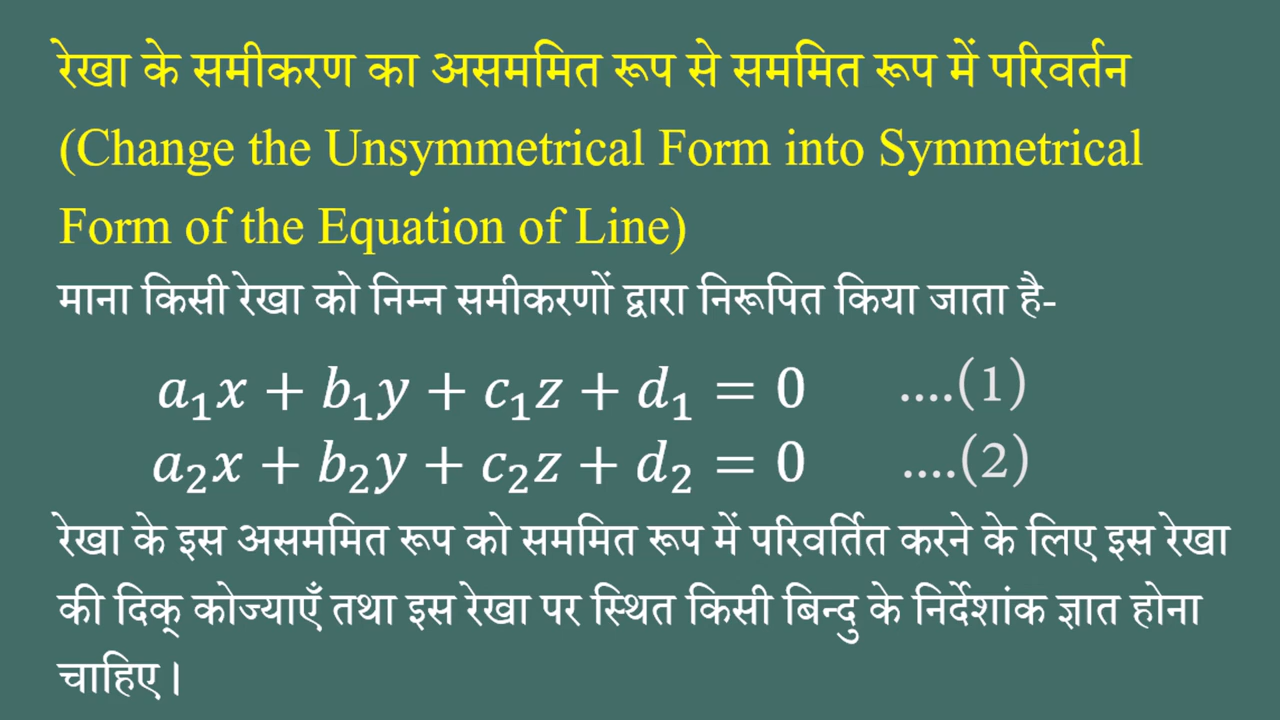 रेखा के समीकरण का असममित रूप से सममित रूप में परिवर्तन
(Change the Unsymmetrical Form into Symmetrical
Form of the Equation of Line)
माना किसी रेखा को निम्न समीकरणों द्वारा निरूपित किया जाता है-
a₁x + b₁y + c₁z + d₁ = 0 ....(1)
a₂x + b₂y + c₂z + d₂ = 0 ....(2)
रेखा के इस असममित रूप को सममित रूप में परिवर्तित करने के लिए इस रेखा
की दिक् कोज्याएँ तथा इस रेखा पर स्थित किसी बिन्दु के निर्देशांक ज्ञात होना
चाहिए।